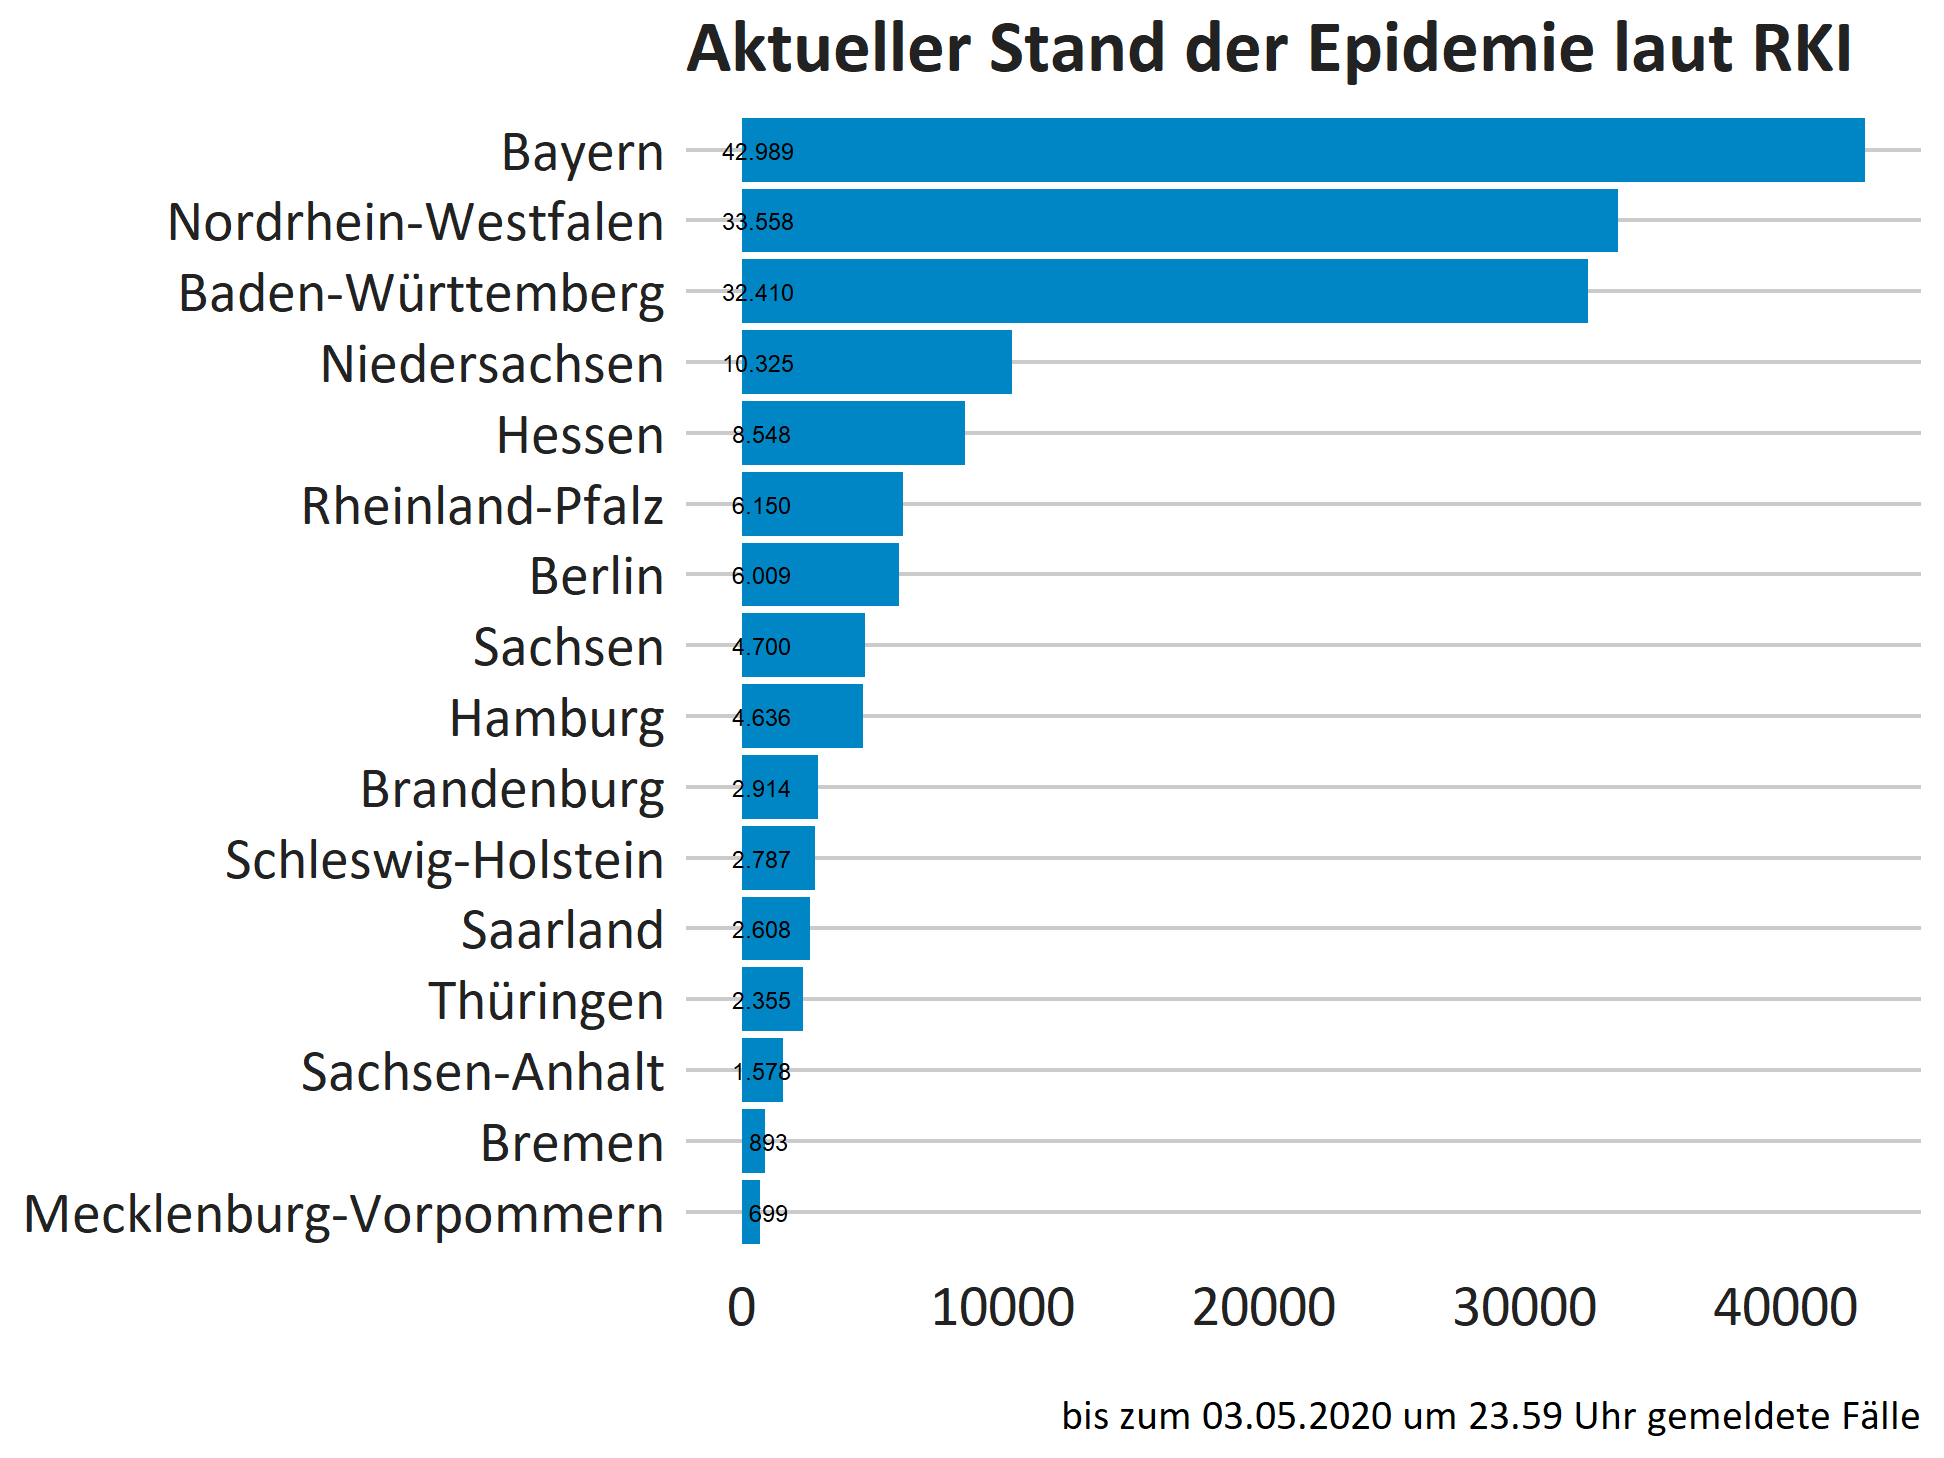 Aktueller Stand der Epidemie laut RKI
Bayern 42.989
Nordrhein-Westfalen 33.558
Baden-Württemberg 32.410
Niedersachsen 10.325
Hessen 8.548
Rheinland-Pfalz 6.150
Berlin 6.009
Sachsen 4.700
Hamburg 4.636
Brandenburg 2.914
Schleswig-Holstein 2.787
Saarland 2.608
Thüringen 2.355
Sachsen-Anhalt 1.578
Bremen 893
Mecklenburg-Vorpommern 699
0 10000 20000 30000 40000
bis zum 03.05.2020 um 23.59 Uhr gemeldete Fälle